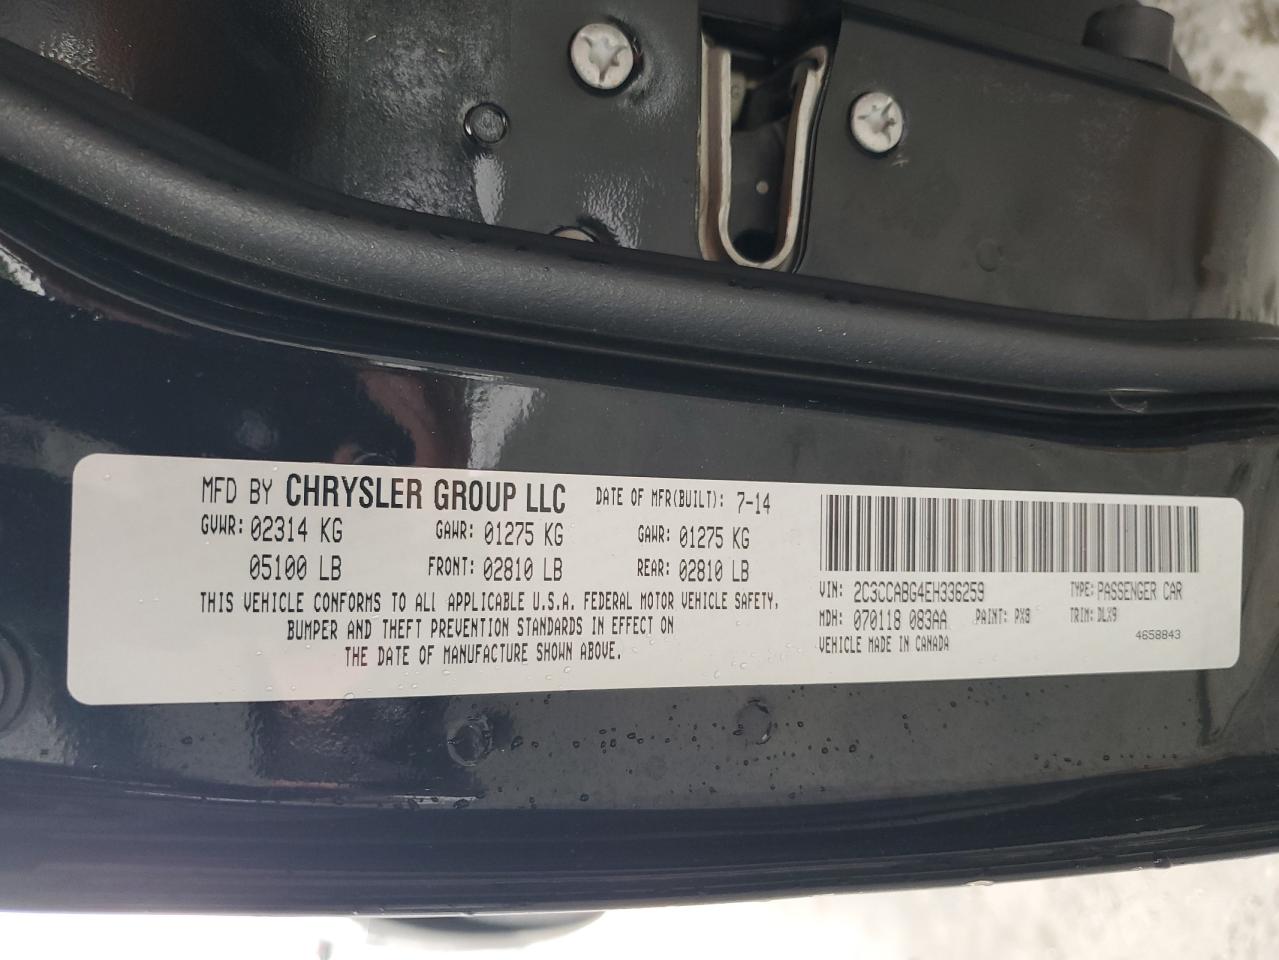 MFD BY CHRYSLER GROUP LLC DATE OF MFR(BUILT): 7-14
GVWR: 02314 KG GAWR: 01275 KG GAWR: 01275 KG
05100 LB FRONT: 02810 LB REAR: 02810 LB
THIS VEHICLE CONFORMS TO ALL APPLICABLE U.S.A. FEDERAL MOTOR VEHICLE SAFETY,
BUMPER AND THEFT PREVENTION STANDARDS IN EFFECT ON
THE DATE OF MANUFACTURE SHOWN ABOVE.
VIN: 2C3CCABG4EH336259 TYPE: PASSENGER CAR
MDH: 070118 083AA PAINT: PX8 TRIM: DLX9
VEHICLE MADE IN CANADA 4658843